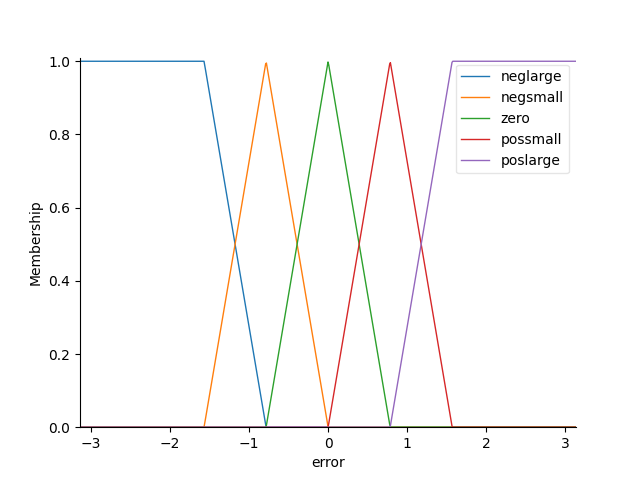 1.0
0.8
0.6
0.4
0.2
0.0
Membership
−3
−2
−1
0
1
2
3
error
neglarge
negsmall
zero
possmall
poslarge